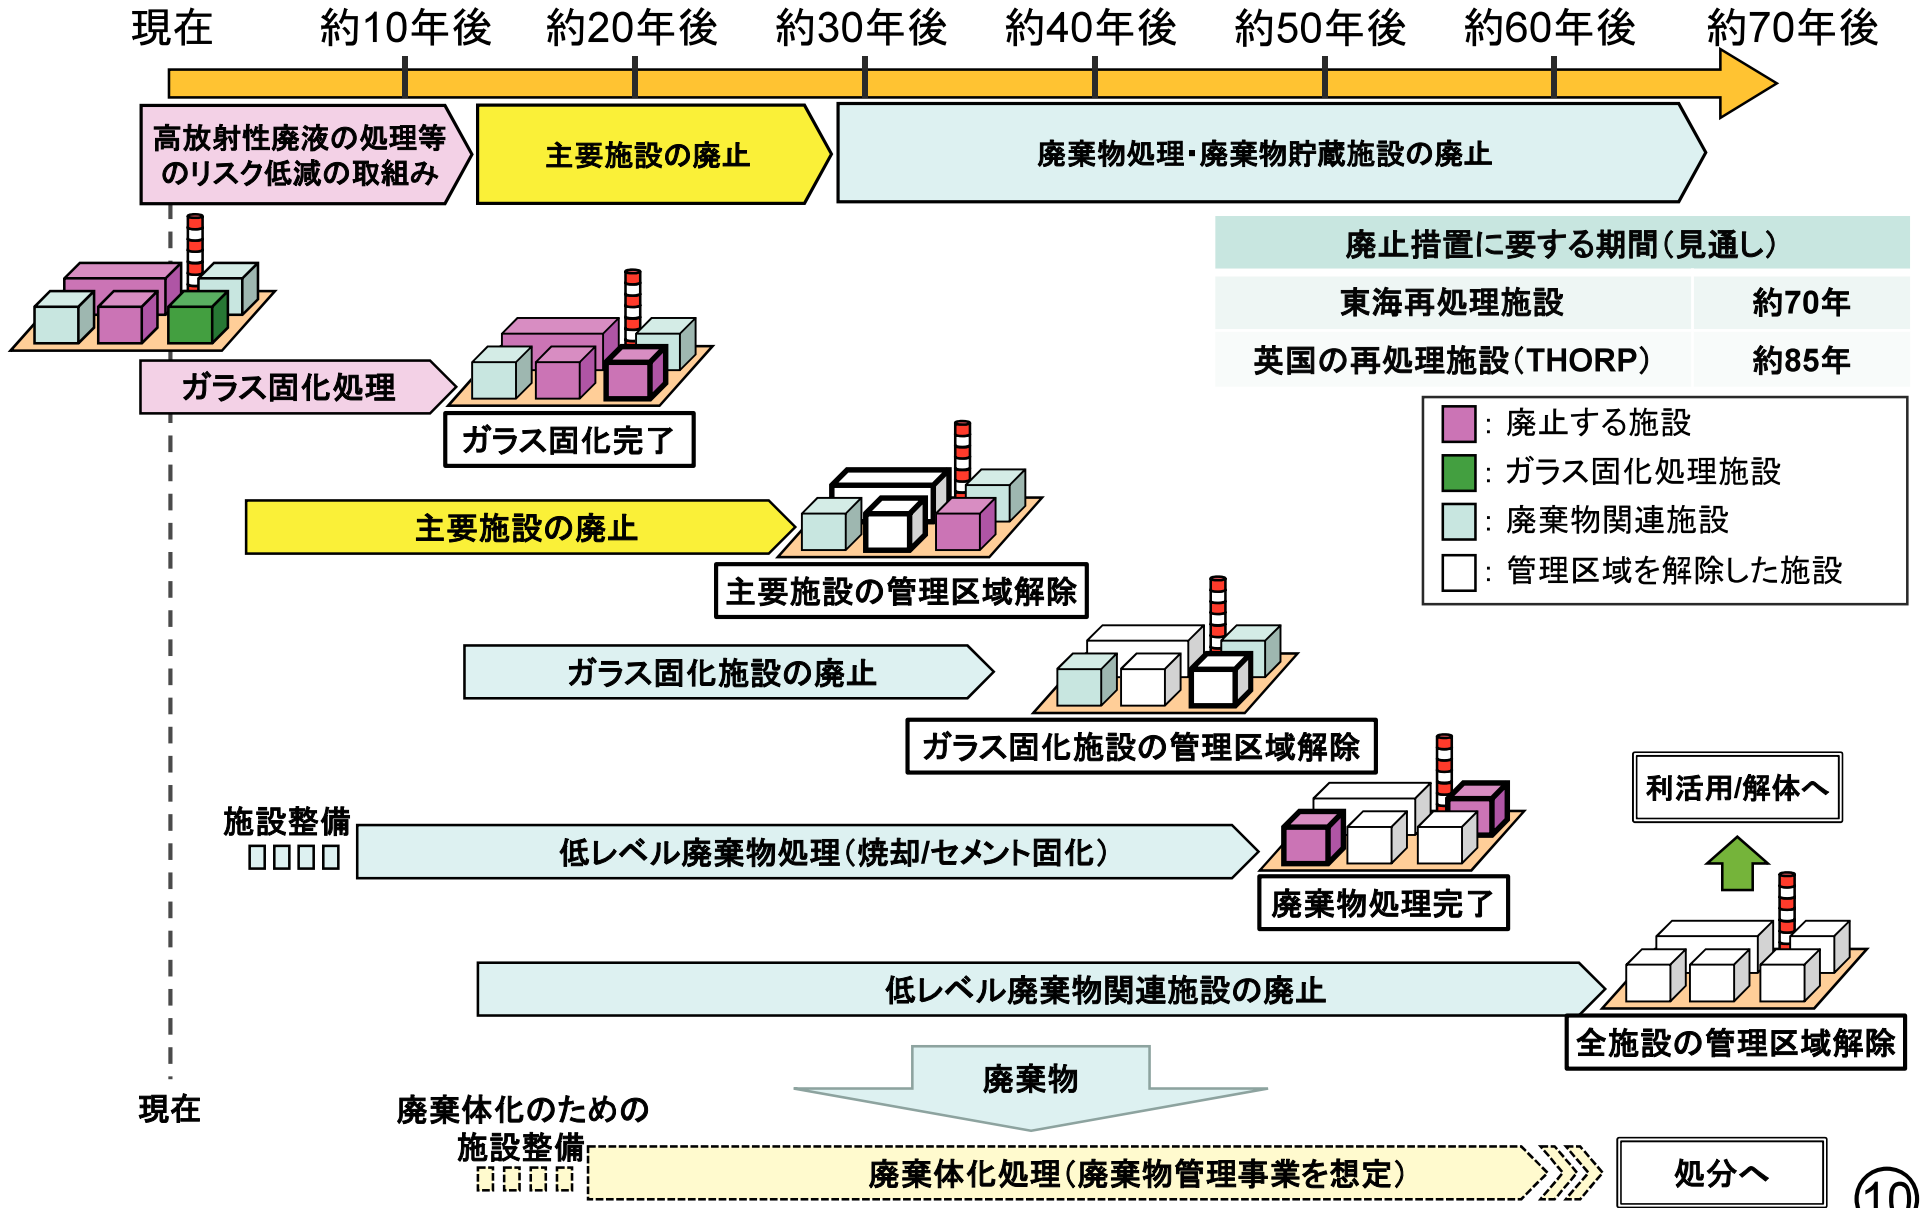 現在
約10年後
約20年後
約30年後
約40年後
約50年後
約60年後
約70年後
高放射性廃液の処理等
のリスク低減の取組み
主要施設の廃止
廃棄物処理・廃棄物貯蔵施設の廃止
廃止措置に要する期間（見通し）
東海再処理施設 約70年
英国の再処理施設（THORP） 約85年
ガラス固化処理
ガラス固化完了
：廃止する施設
：ガラス固化処理施設
：廃棄物関連施設
：管理区域を解除した施設
主要施設の廃止
主要施設の管理区域解除
ガラス固化施設の廃止
ガラス固化施設の管理区域解除
利活用/解体へ
施設整備
低レベル廃棄物処理（焼却/セメント固化）
廃棄物処理完了
低レベル廃棄物関連施設の廃止
全施設の管理区域解除
廃棄物
現在
廃棄体化のための
施設整備
廃棄体化処理（廃棄物管理事業を想定）
処分へ
10